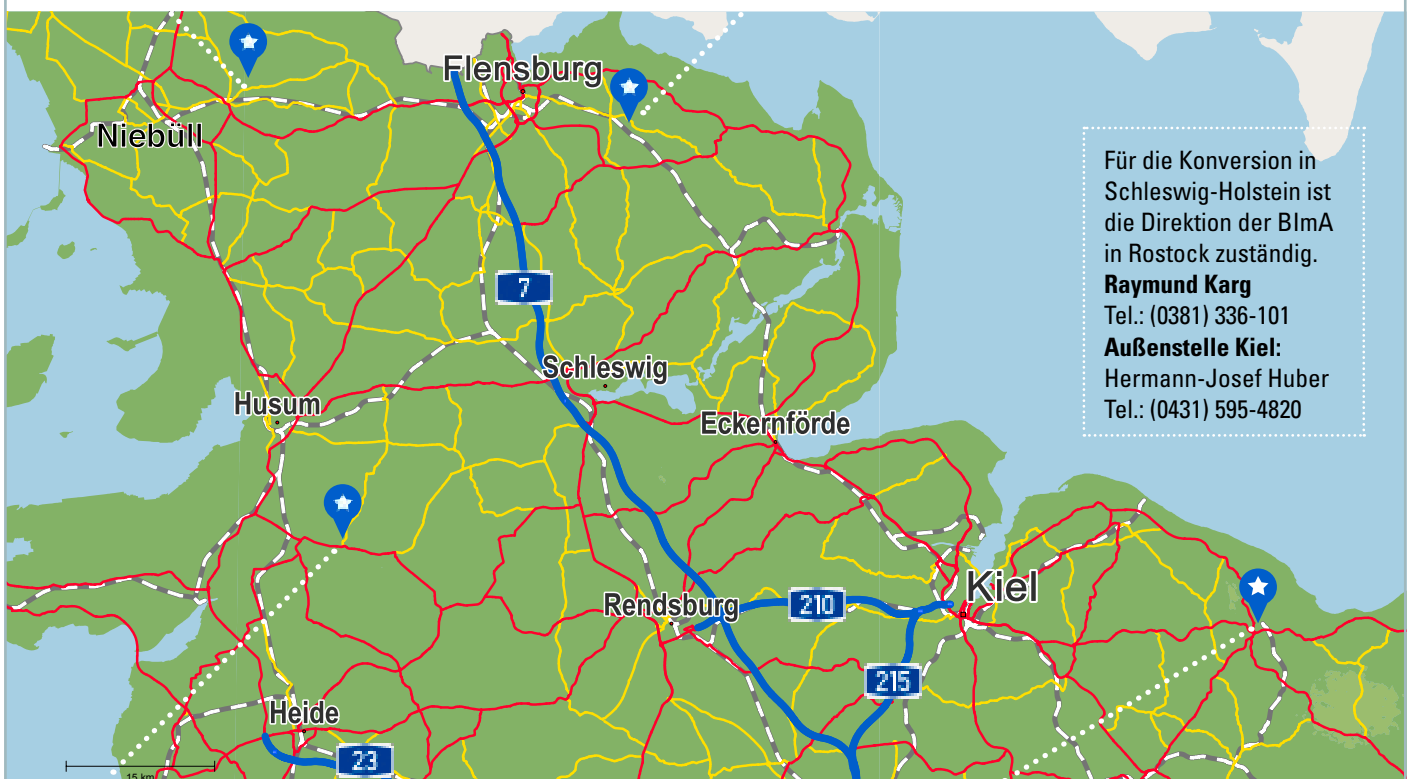 Flensburg
Niebüll
Für die Konversion in
Schleswig-Holstein ist
die Direktion der BImA
in Rostock zuständig.
Raymund Karg
Tel.: (0381) 336-101
Außenstelle Kiel:
Hermann-Josef Huber
Tel.: (0431) 595-4820
7
Schleswig
Husum
Eckernförde
Kiel
Rendsburg
210
215
Heide
23
15 km